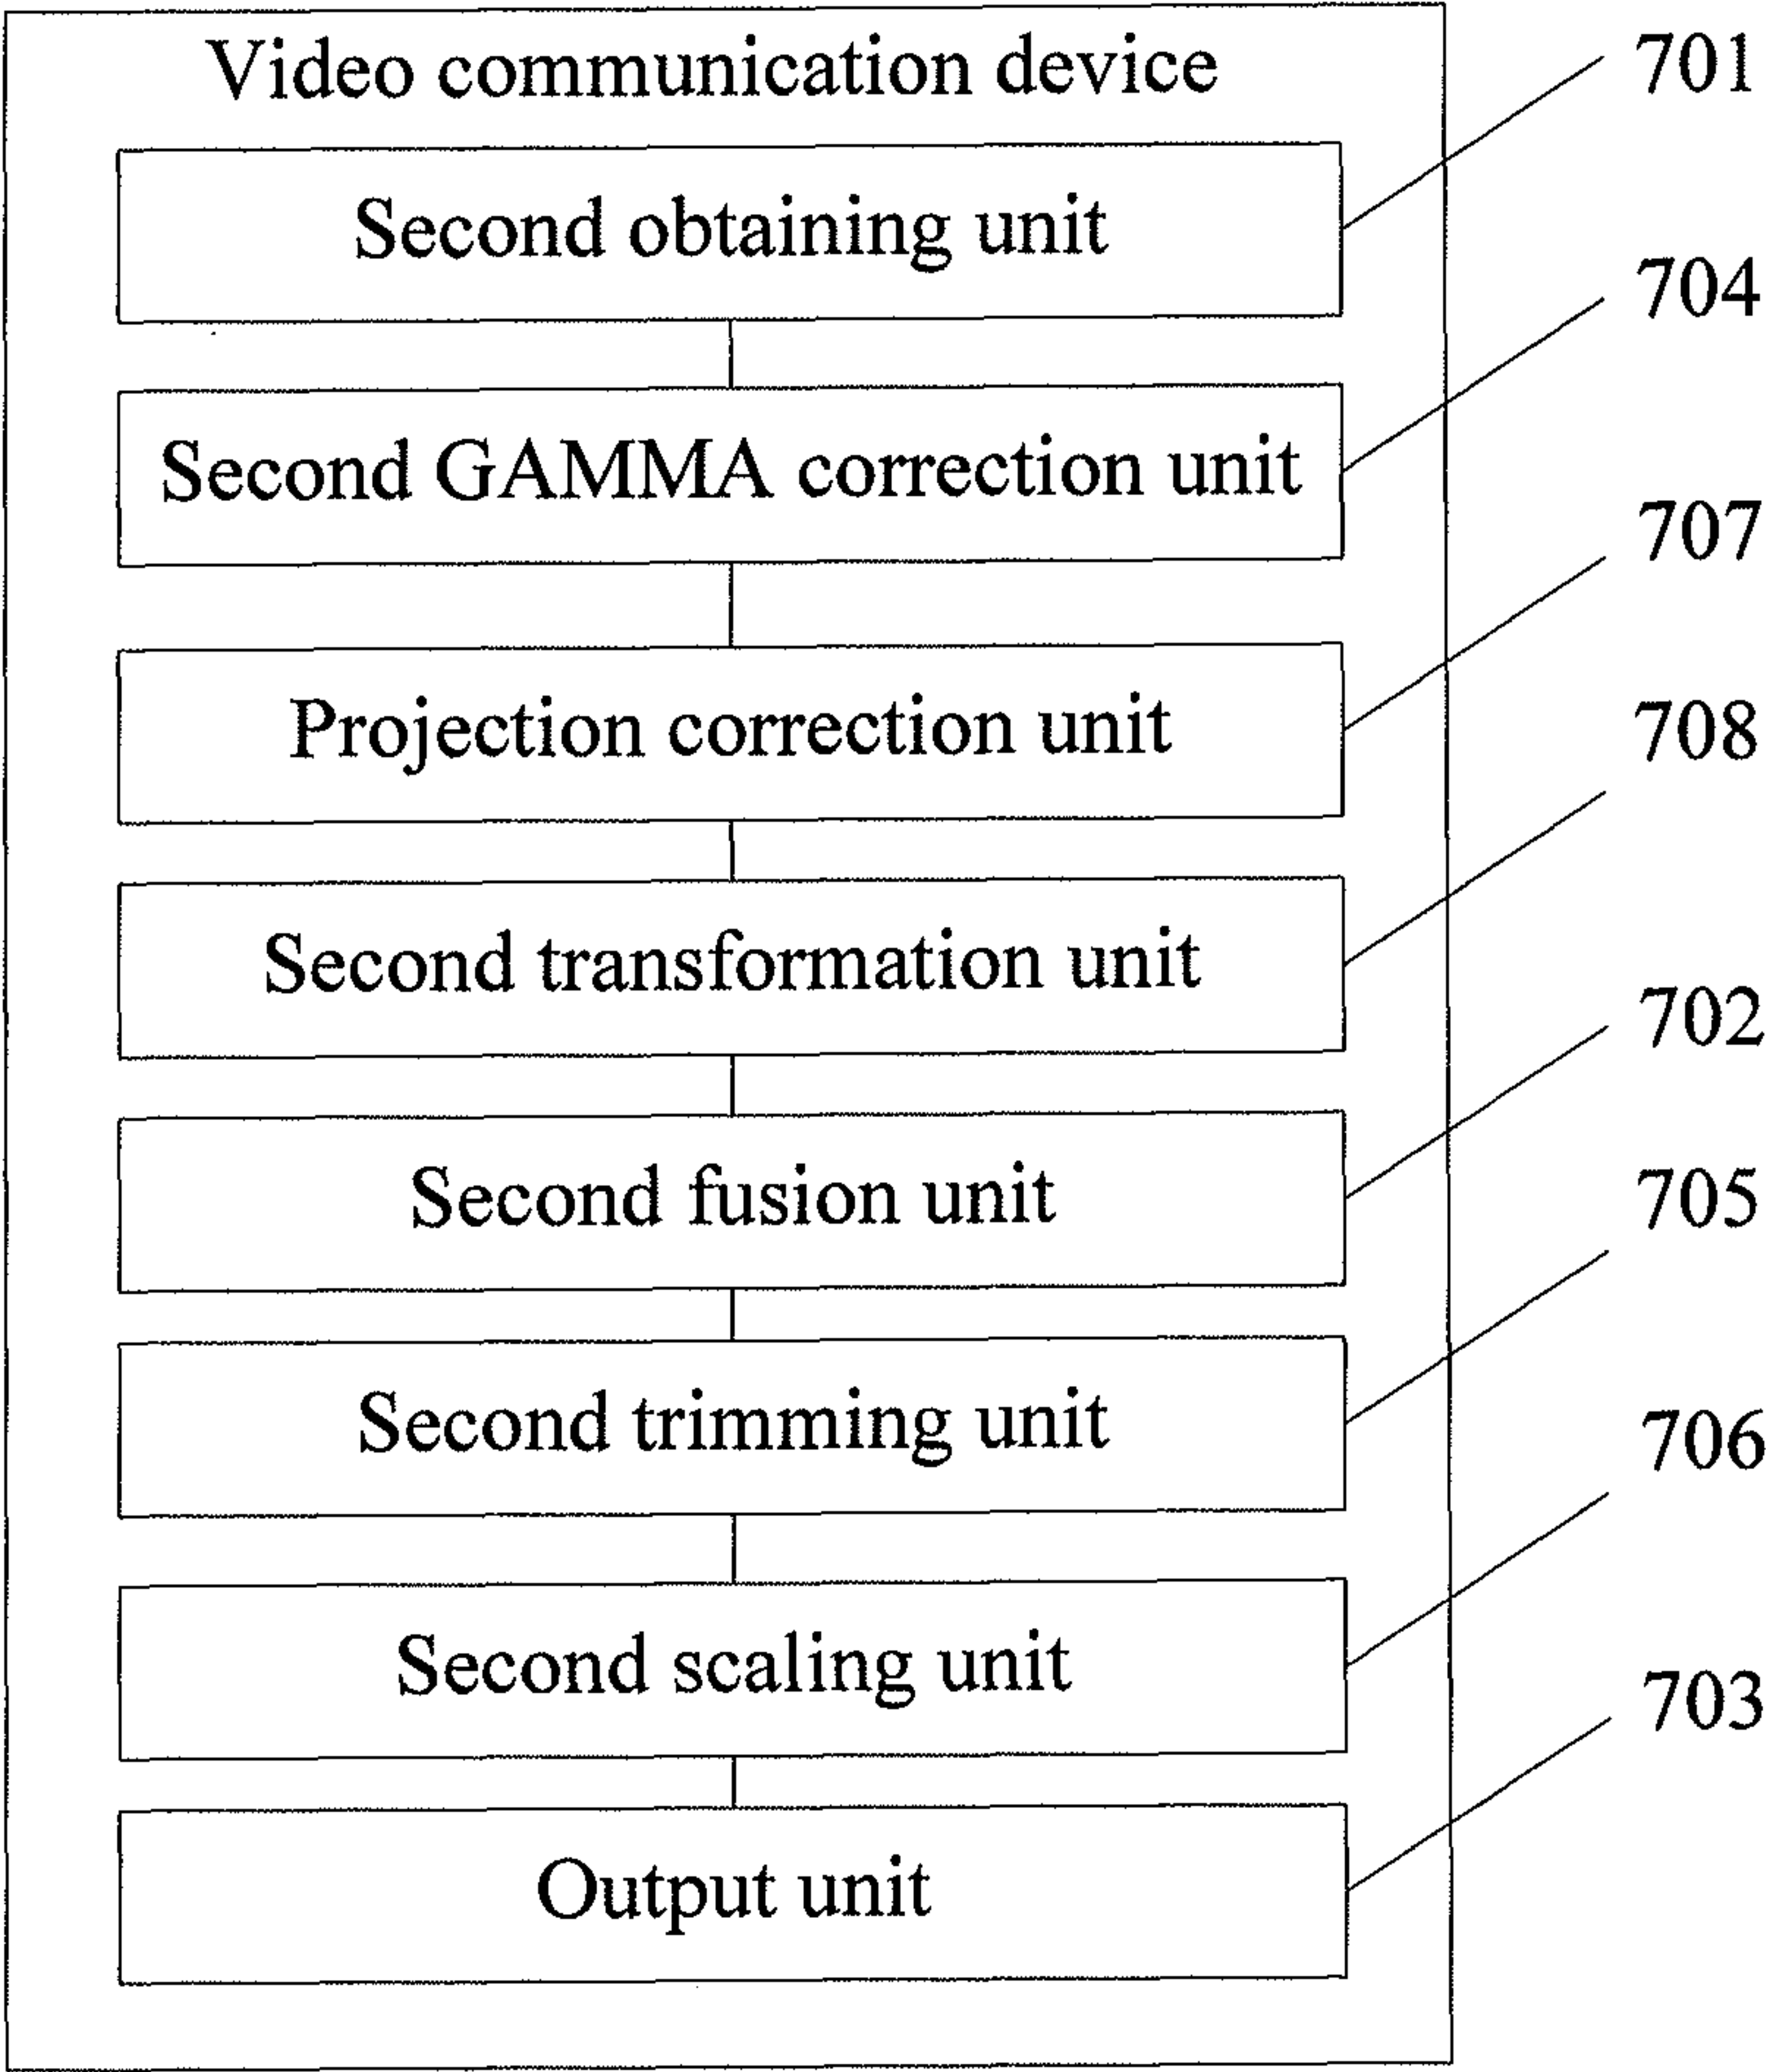 Video communication device
701
Second obtaining unit
704
Second GAMMA correction unit
707
Projection correction unit
708
Second transformation unit
702
Second fusion unit
705
Second trimming unit
706
Second scaling unit
703
Output unit